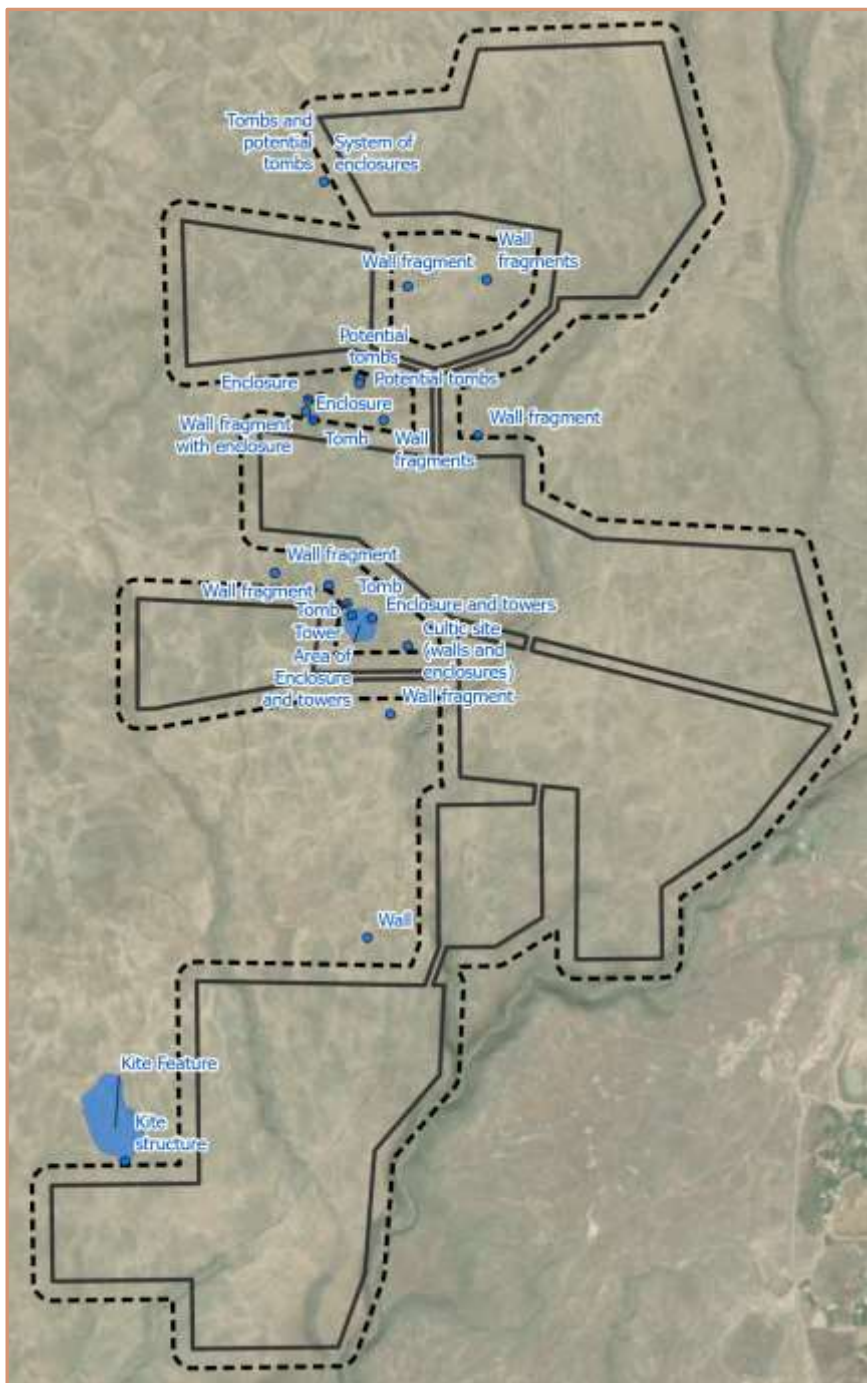 Tombs and
potential
tombs
System of
enclosures
Wall
fragments
Wall fragment
Potential
tombs
Potential tombs
Enclosure
Enclosure
Wall fragment
Wall fragment
with enclosure
Tomb
Wall
fragments
Wall fragment
Wall fragment
Tomb
Tomb
Enclosure and towers
Tower
Cultic site
(walls and
enclosures)
Area of
Enclosure
and towers
Wall fragment
Wall
Kite Feature
Kite
structure